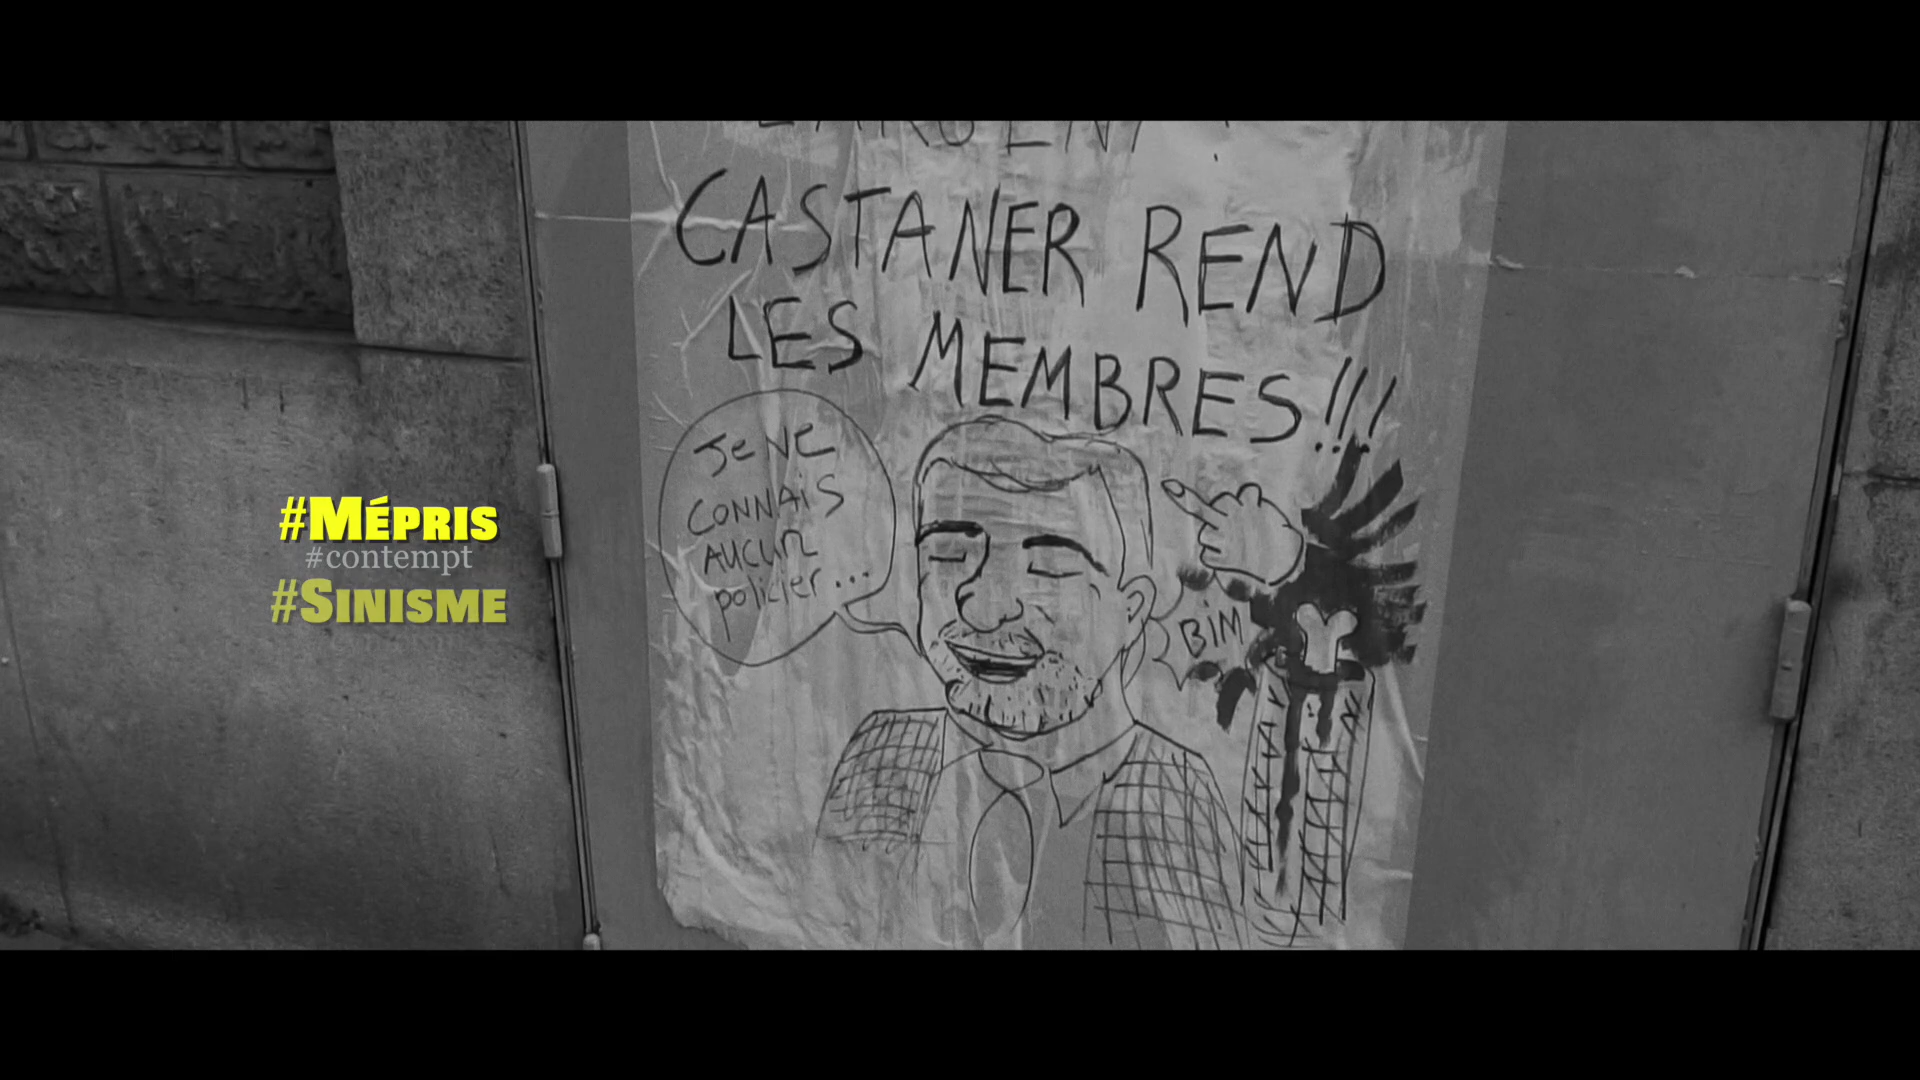 CASTANER REND
LES MEMBRES!!!
Je NE
CONNAIS
AUCUN
policier...
BIM
#MÉPRIS
#contempt
#SINISME